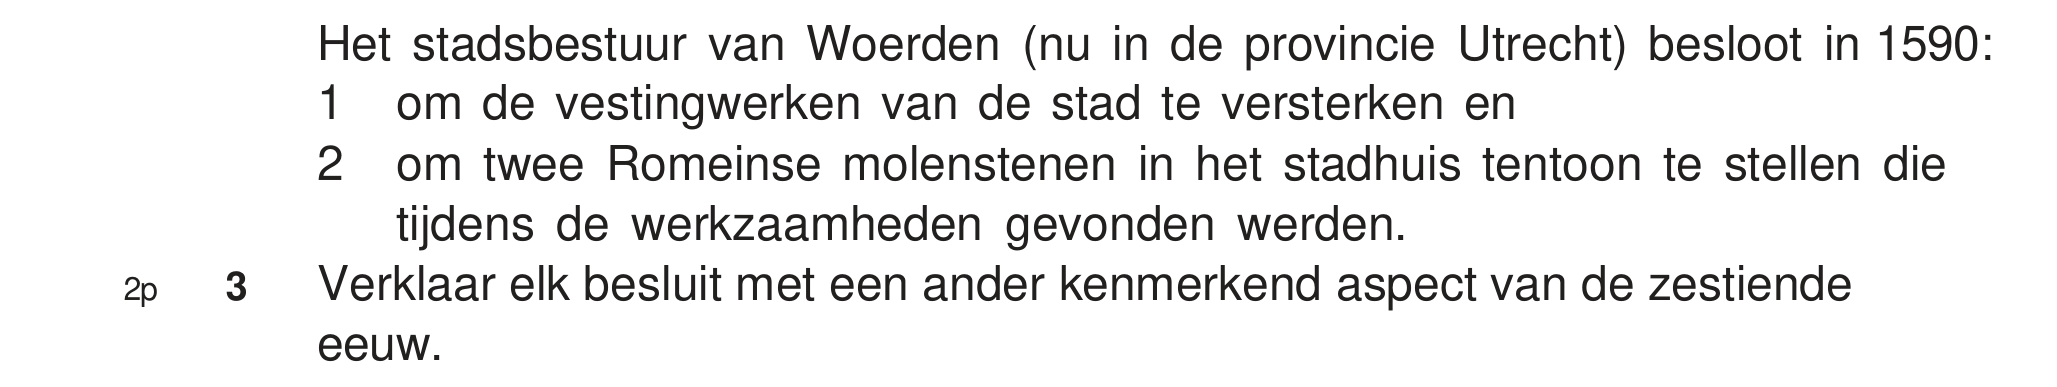 Het stadsbestuur van Woerden (nu in de provincie Utrecht) besloot in 1590:
1 om de vestingwerken van de stad te versterken en
2 om twee Romeinse molenstenen in het stadhuis tentoon te stellen die
tijdens de werkzaamheden gevonden werden.
2p 3 Verklaar elk besluit met een ander kenmerkend aspect van de zestiende
eeuw.